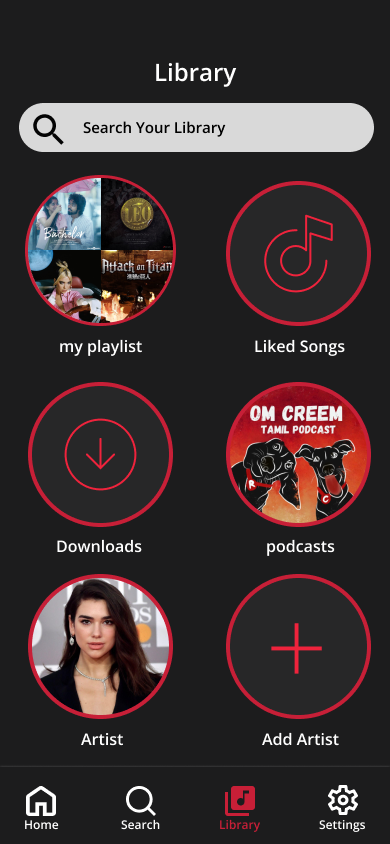 Library
Search Your Library
Bachelor
LEO
Attack on Titan
進撃の巨人
my playlist
Liked Songs
OM CREEM
TAMIL PODCAST
R
C
Downloads
podcasts
Artist
Add Artist
Home
Search
Library
Settings